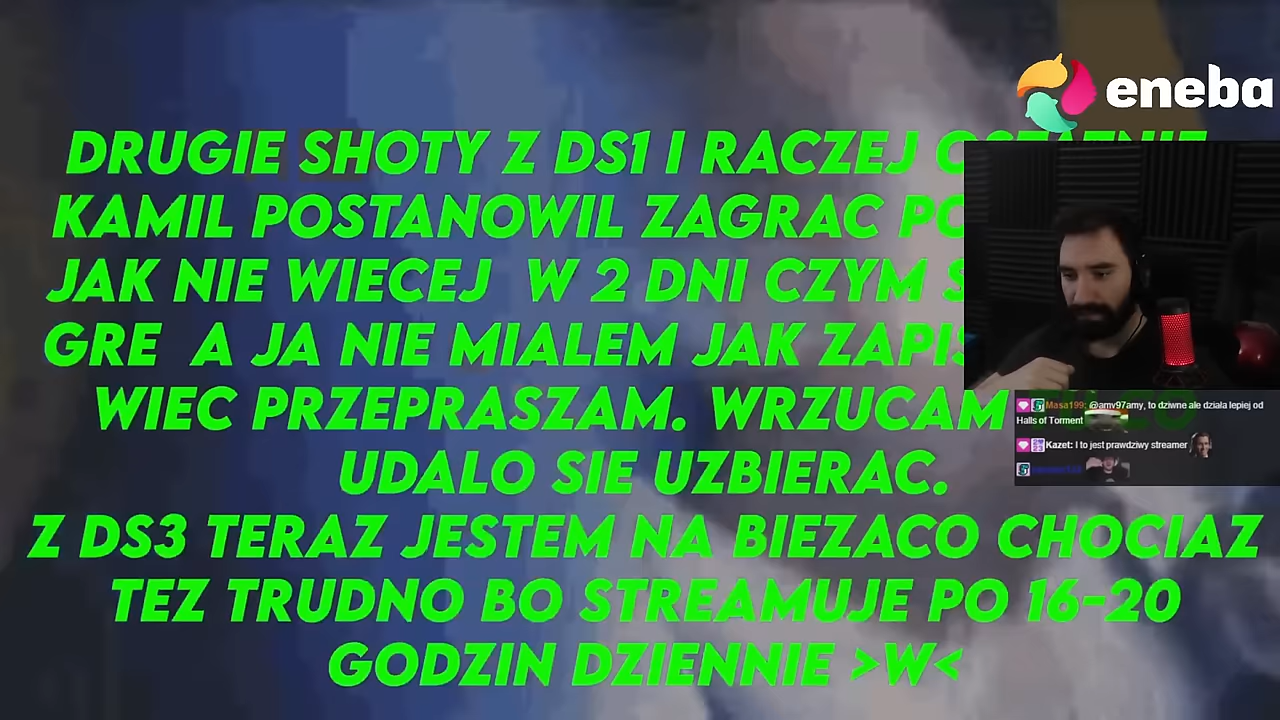 eneba
DRUGIE SHOTY Z DS1 I RACZEJ
KAMIL POSTANOWIL ZAGRAC
JAK NIE WIECEJ W 2 DNI CZYM
GRE A JA NIE MIALEM JAK
WIEC PRZEPRASZAM. WRZUCAM
UDALO SIE UZBIERAC.
Z DS3 TERAZ JESTEM NA BIEZACO CHOCIAZ
TEZ TRUDNO BO STREAMUJE PO 16-20
GODZIN DZIENNIE >W<
Masa199: @amv97amy, to dziwne ale działa lepiej od
Halls of Torment
Kazet: I to jest prawdziwy streamer